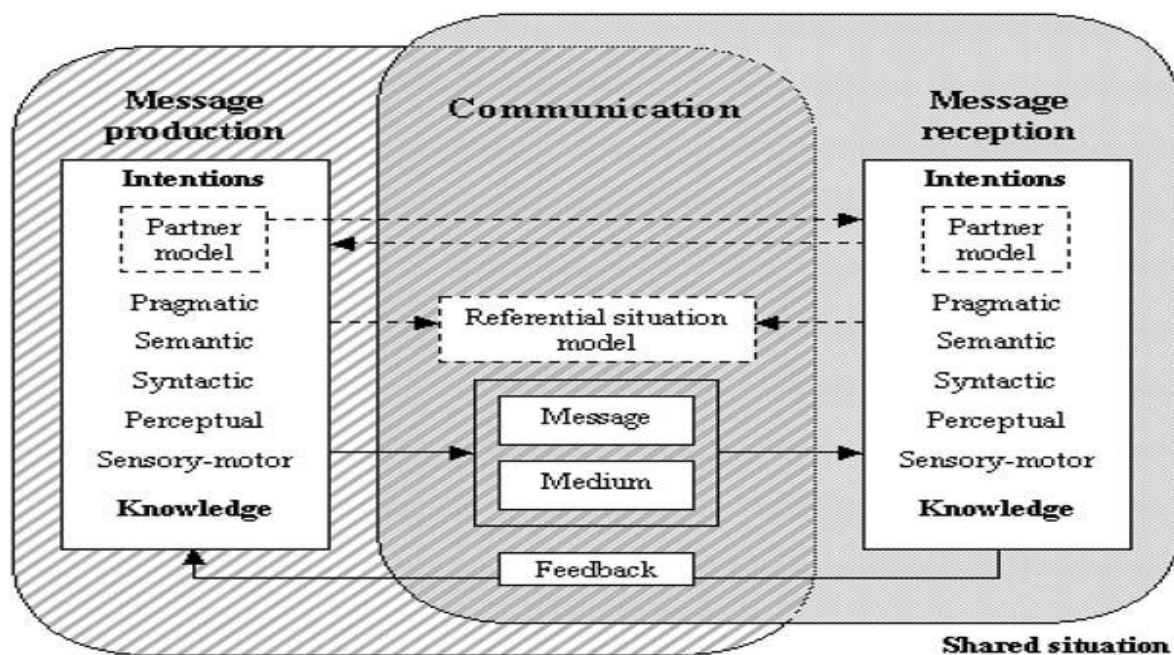 Message
production
Communication
Message
reception
Intentions
Partner
model
Pragmatic
Semantic
Syntactic
Perceptual
Sensory-motor
Knowledge
Referential situation
model
Message
Medium
Feedback
Intentions
Partner
model
Pragmatic
Semantic
Syntactic
Perceptual
Sensory-motor
Knowledge
Shared situation